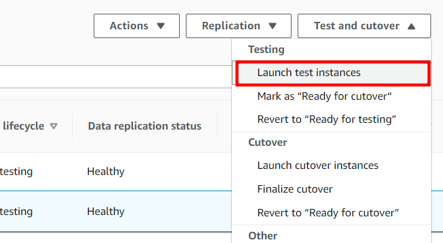 Actions ▼ Replication ▼ Test and cutover ▲
Testing
Launch test instances
Mark as “Ready for cutover“
Revert to “Ready for testing”
lifecycle ▽ Data replication status
Cutover
testing Healthy
Launch cutover instances
Finalize cutover
testing Healthy
Revert to “Ready for cutover”
Other